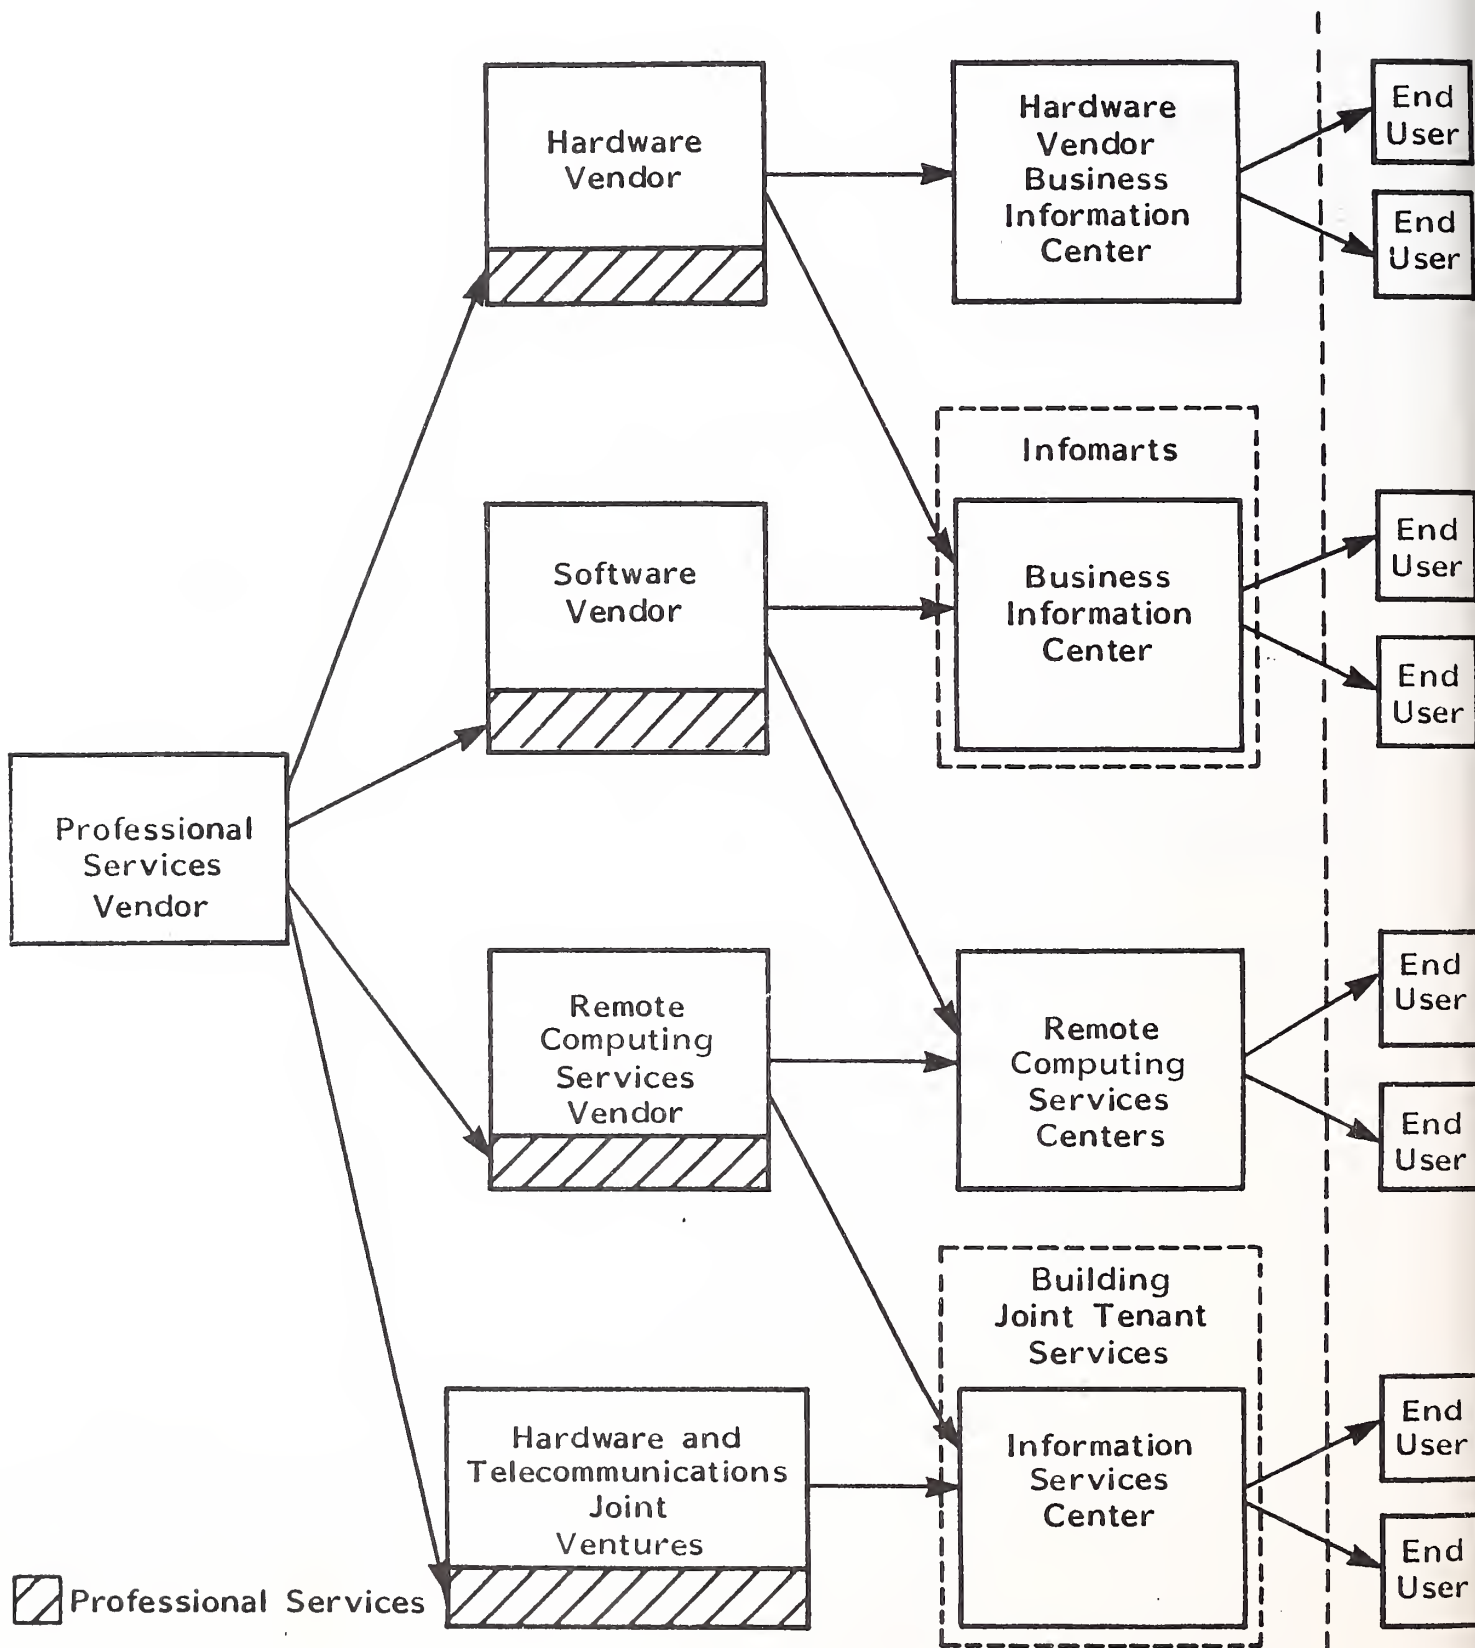 Hardware
Vendor
Hardware
Vendor
Business
Information
Center
End
User
End
User
Infomarts
Software
Vendor
Business
Information
Center
End
User
End
User
Professional
Services
Vendor
Remote
Computing
Services
Vendor
Remote
Computing
Services
Centers
End
User
End
User
Building
Joint Tenant
Services
Hardware and
Telecommunications
Joint
Ventures
Information
Services
Center
End
User
End
User
Professional Services